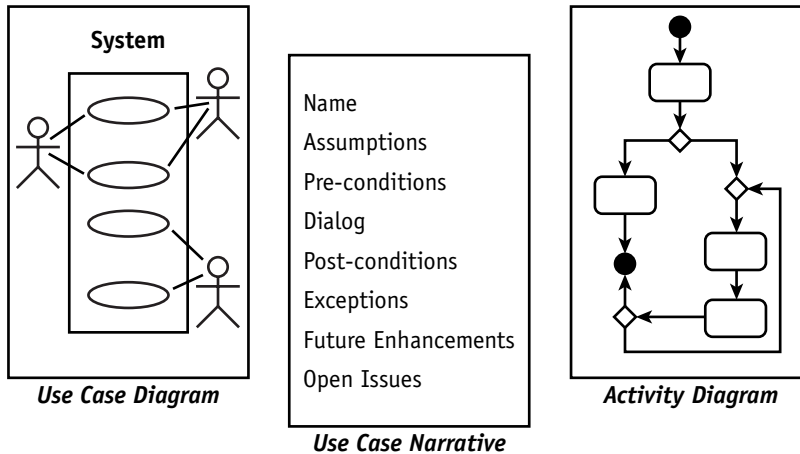 System
Use Case Diagram
Name
Assumptions
Pre-conditions
Dialog
Post-conditions
Exceptions
Future Enhancements
Open Issues
Use Case Narrative
Activity Diagram